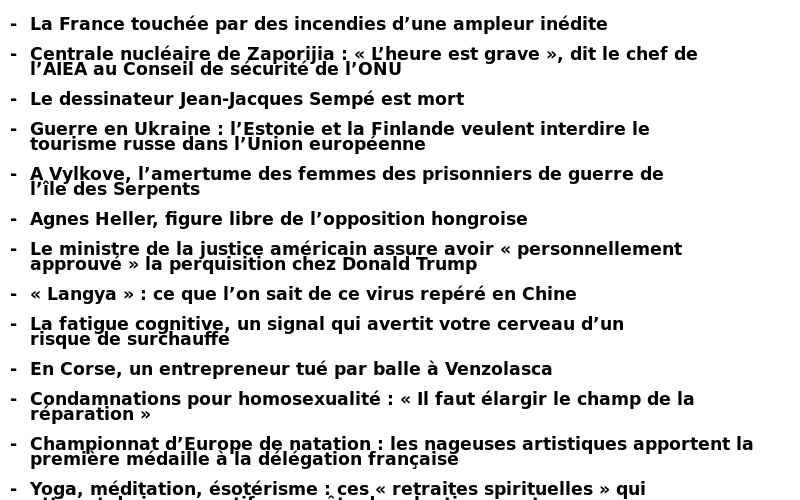 - La France touchée par des incendies d’une ampleur inédite
- Centrale nucléaire de Zaporijia : « L’heure est grave », dit le chef de
l’AIEA au Conseil de sécurité de l’ONU
- Le dessinateur Jean-Jacques Sempé est mort
- Guerre en Ukraine : l’Estonie et la Finlande veulent interdire le
tourisme russe dans l’Union européenne
- A Vylkove, l’amertume des femmes des prisonniers de guerre de
l’île des Serpents
- Agnes Heller, figure libre de l’opposition hongroise
- Le ministre de la justice américain assure avoir « personnellement
approuvé » la perquisition chez Donald Trump
- « Langya » : ce que l’on sait de ce virus repéré en Chine
- La fatigue cognitive, un signal qui avertit votre cerveau d’un
risque de surchauffe
- En Corse, un entrepreneur tué par balle à Venzolasca
- Condamnations pour homosexualité : « Il faut élargir le champ de la
réparation »
- Championnat d’Europe de natation : les nageuses artistiques apportent la
première médaille à la délégation française
- Yoga, méditation, ésotérisme : ces « retraites spirituelles » qui